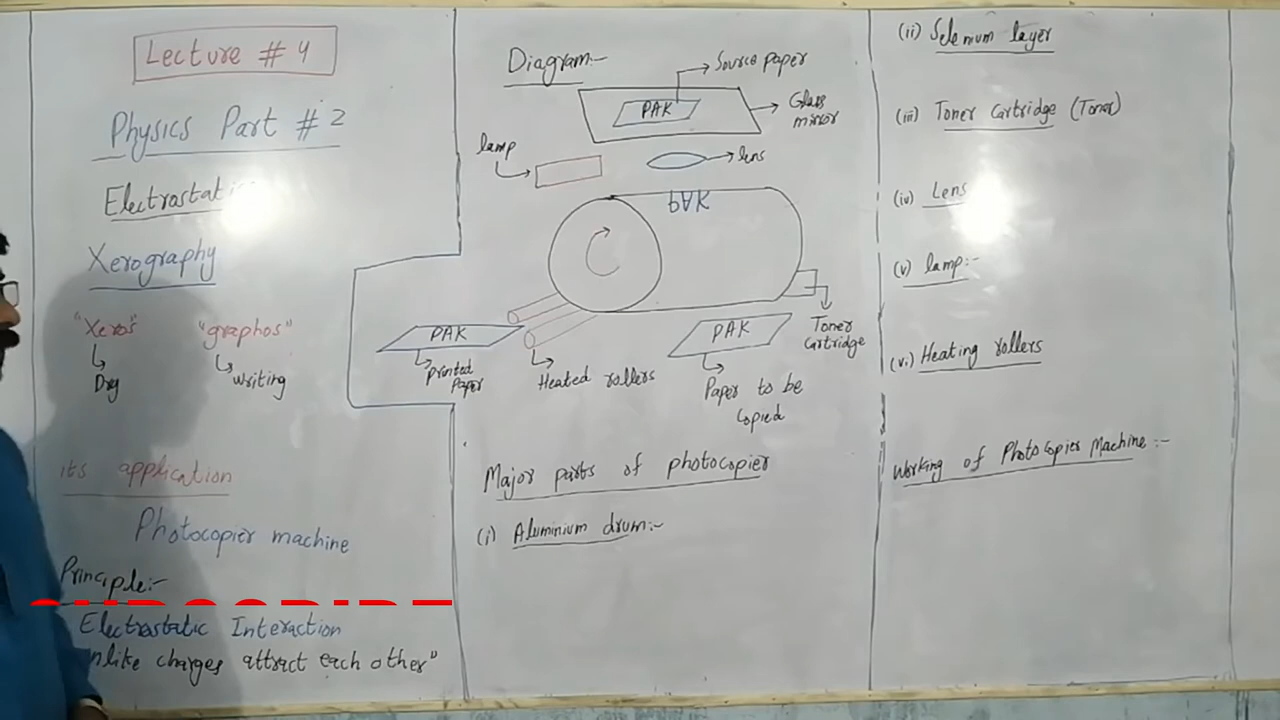 Lecture # 4
Physics Part # 2
Xerography
"Xeros" "graphos"
Dry writing
its application
Photocopier machine
Principle:-
Electrostatic Interaction
charges attract each other"
Diagram:-
Source paper
PAK
Glass mirror
lamp
lens
PAK
PAK
printed Paper
Heated rollers
PAK
Paper to be copied
Toner Cartridge
Major parts of photocopier
(i) Aluminium drum:-
(ii) Selenium layer
(iii) Toner Cartridge (Toner)
(iv) Lens
(v) lamp:-
(vi) Heating rollers
Working of Photocopier Machine:-